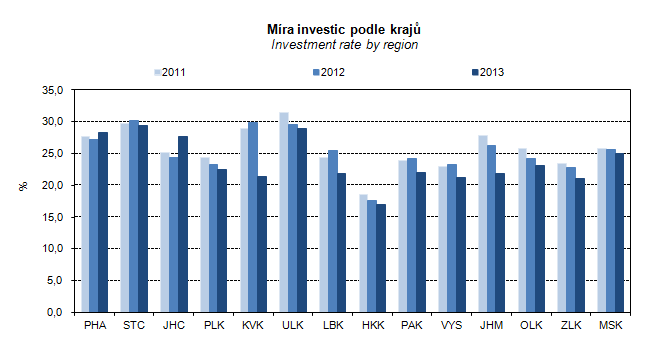 Míra investic podle krajů
Investment rate by region
2011 2012 2013
%
35,0
30,0
25,0
20,0
15,0
10,0
5,0
0,0
PHA STC JHC PLK KVK ULK LBK HKK PAK VYS JHM OLK ZLK MSK